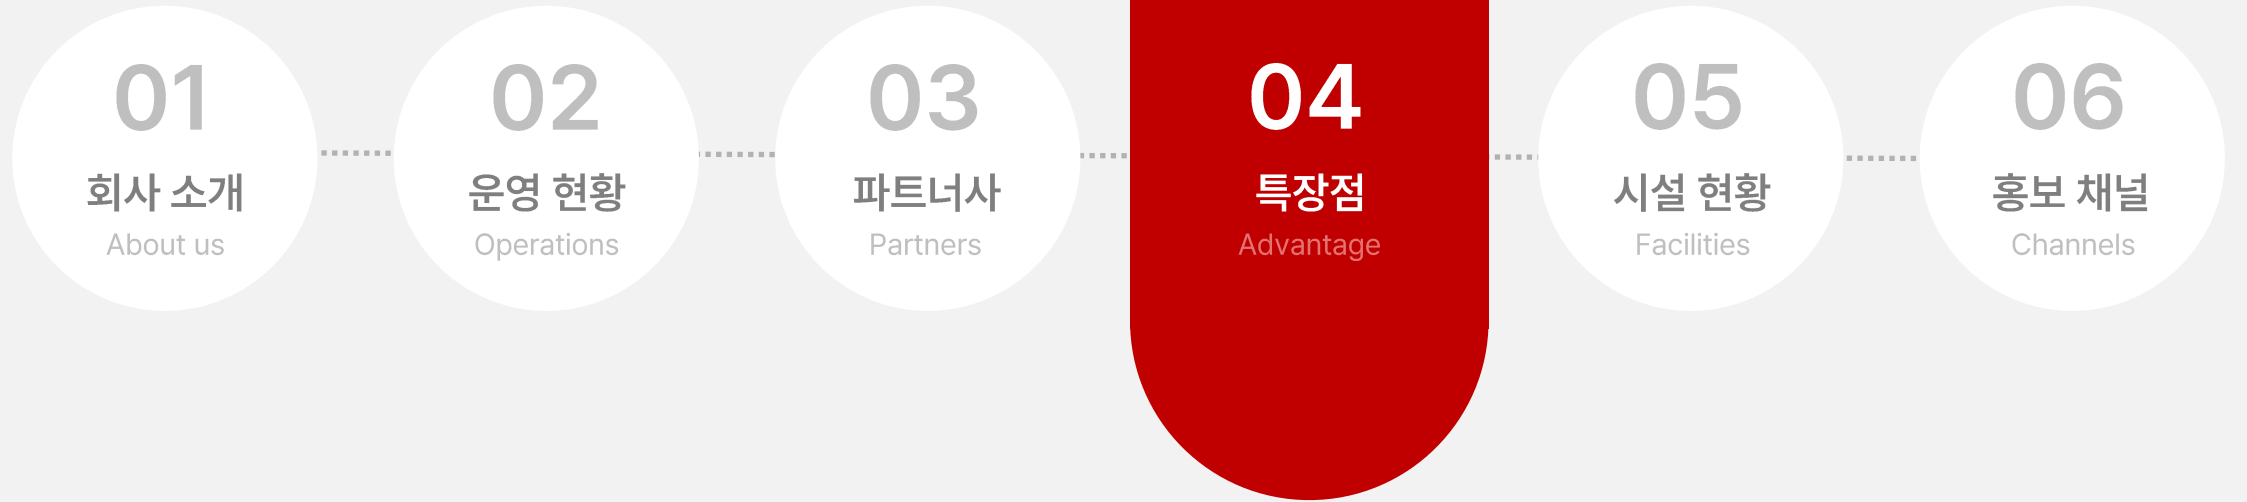 01
회사 소개
About us
02
운영 현황
Operations
03
파트너사
Partners
04
특장점
Advantage
05
시설 현황
Facilities
06
홍보 채널
Channels